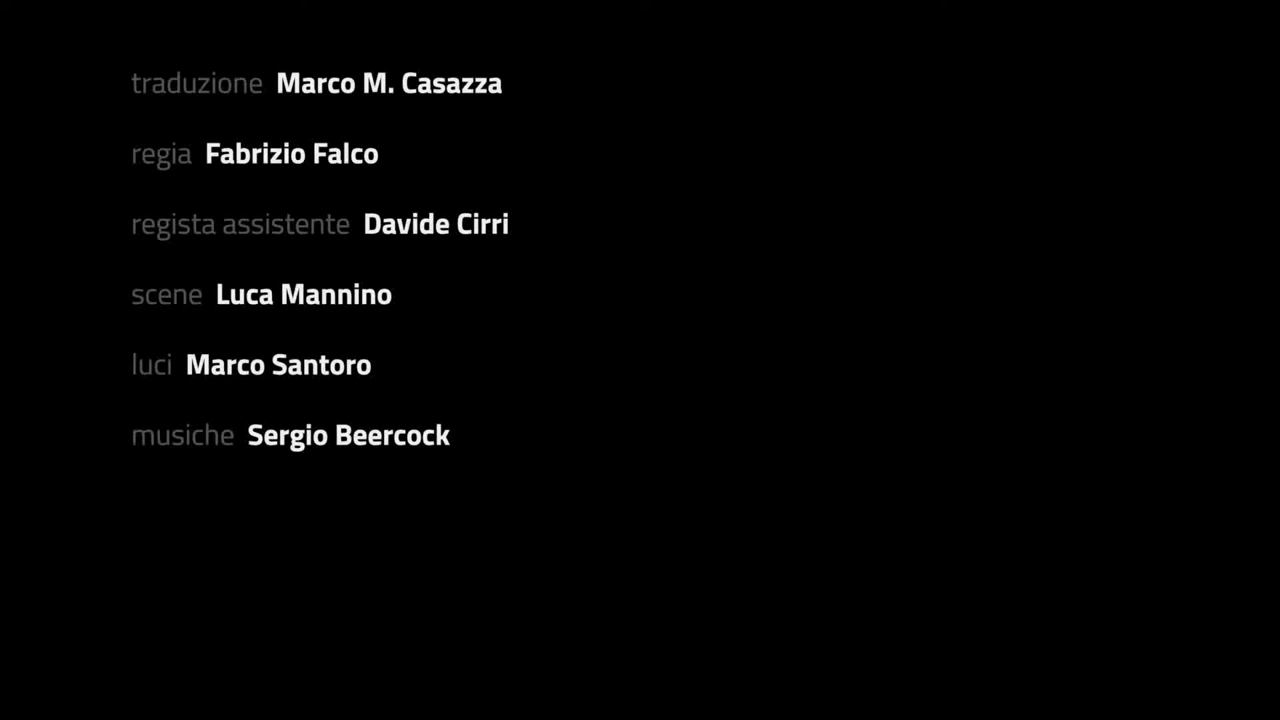 traduzione Marco M. Casazza
regia Fabrizio Falco
regista assistente Davide Cirri
scene Luca Mannino
luci Marco Santoro
musiche Sergio Beercock